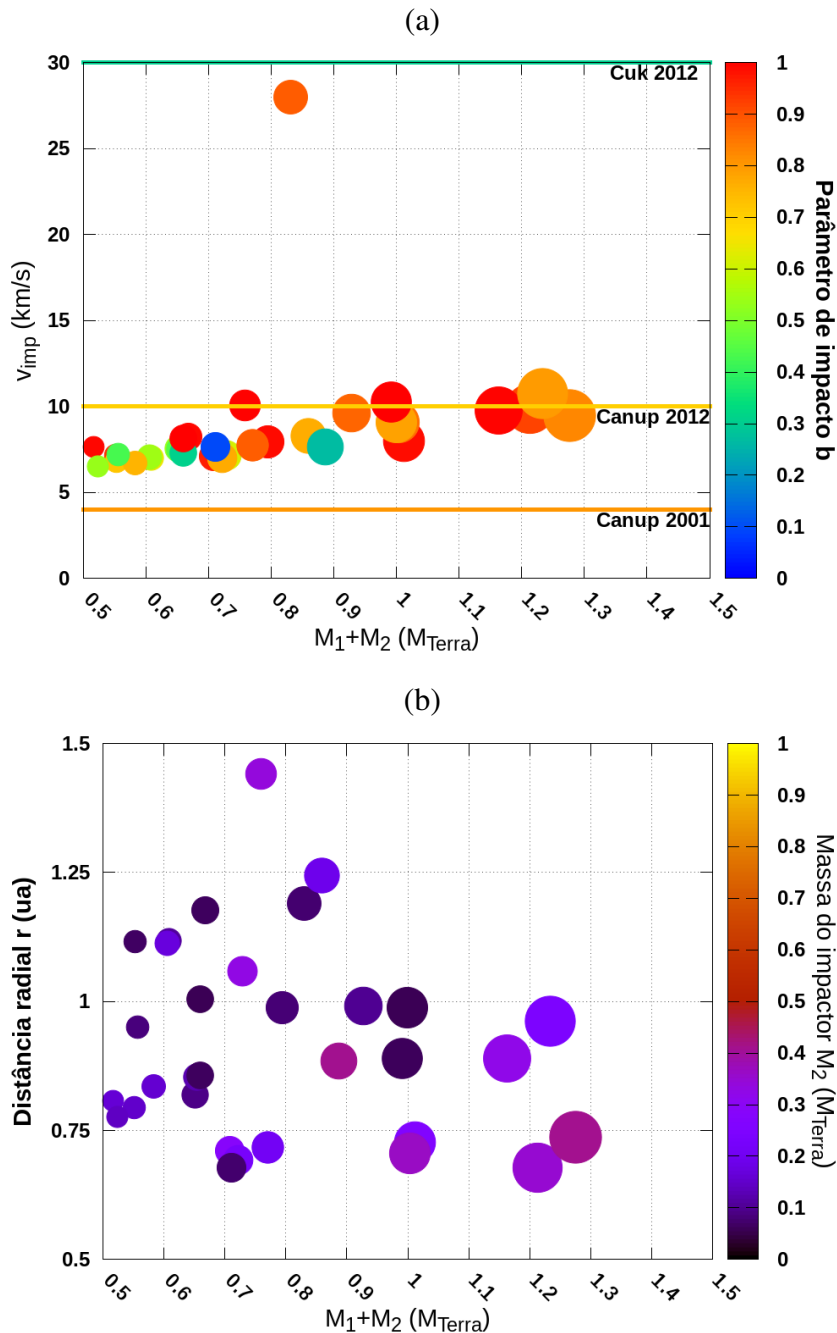 (a)
30
25
20
15
10
5
0
v_imp (km/s)
Cuk 2012
Canup 2012
Canup 2001
0.5 0.6 0.7 0.8 0.9 1 1.1 1.2 1.3 1.4 1.5
M₁+M₂ (M_Terra)
1
0.9
0.8
0.7
0.6
0.5
0.4
0.3
0.2
0.1
0
Parâmetro de impacto b
(b)
1.5
1.25
1
0.75
0.5
Distância radial r (ua)
0.5 0.6 0.7 0.8 0.9 1 1.1 1.2 1.3 1.4 1.5
M₁+M₂ (M_Terra)
1
0.9
0.8
0.7
0.6
0.5
0.4
0.3
0.2
0.1
0
Massa do impactor M₂ (M_Terra)